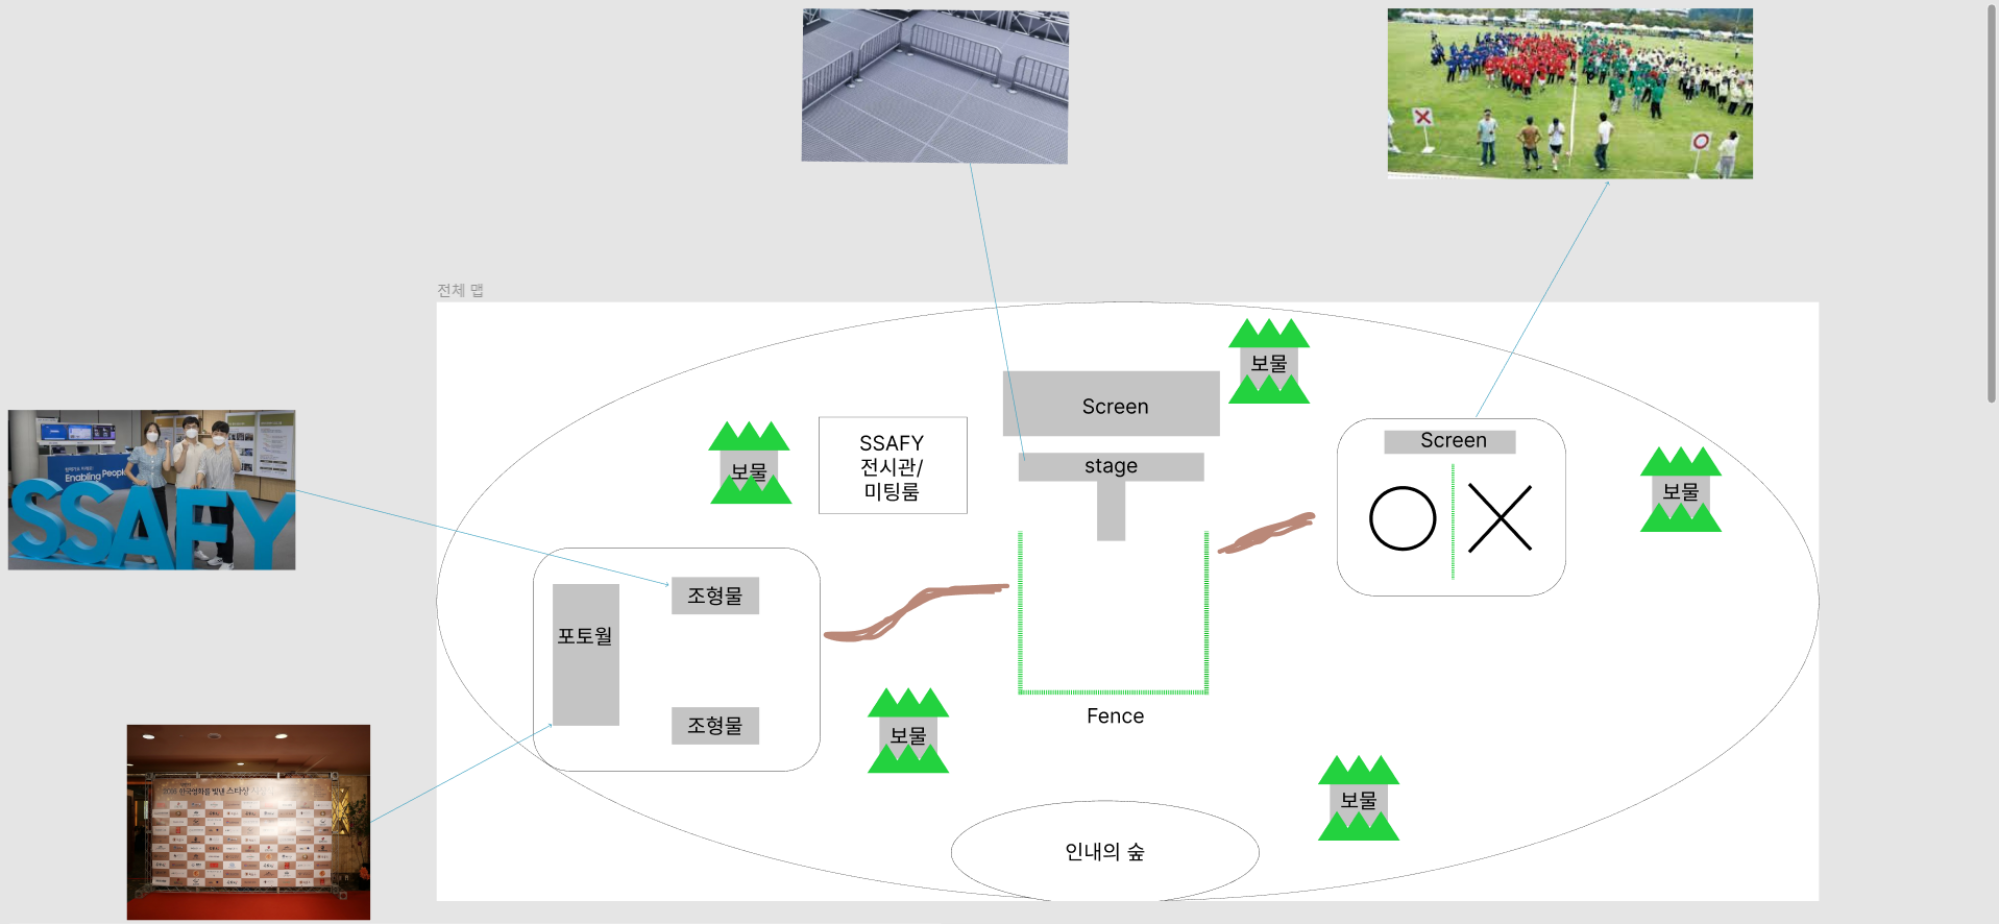 전체 맵
보물
Screen
SSAFY
전시관/
미팅룸
보물
stage
Screen
보물
Enabling People
SSAFY
조형물
포토월
조형물
보물
Fence
보물
인내의 숲